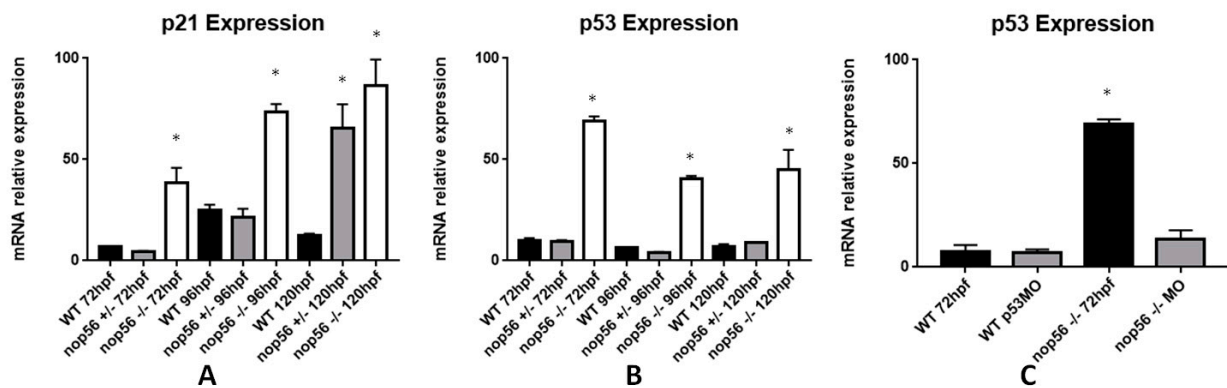 p21 Expression
mRNA relative expression
100
50
0
*
*
*
*
WT 72hpf
nop56 +/- 72hpf
nop56 -/- 72hpf
WT 96hpf
nop56 +/- 96hpf
nop56 -/- 96hpf
WT 120hpf
nop56 +/- 120hpf
nop56 -/- 120hpf
A
p53 Expression
mRNA relative expression
100
50
0
*
*
*
WT 72hpf
nop56 +/- 72hpf
nop56 -/- 72hpf
WT 96hpf
nop56 +/- 96hpf
nop56 -/- 96hpf
WT 120hpf
nop56 +/- 120hpf
nop56 -/- 120hpf
B
p53 Expression
mRNA relative expression
100
50
0
*
WT 72hpf
WT p53MO
nop56 -/- 72hpf
nop56 -/- MO
C